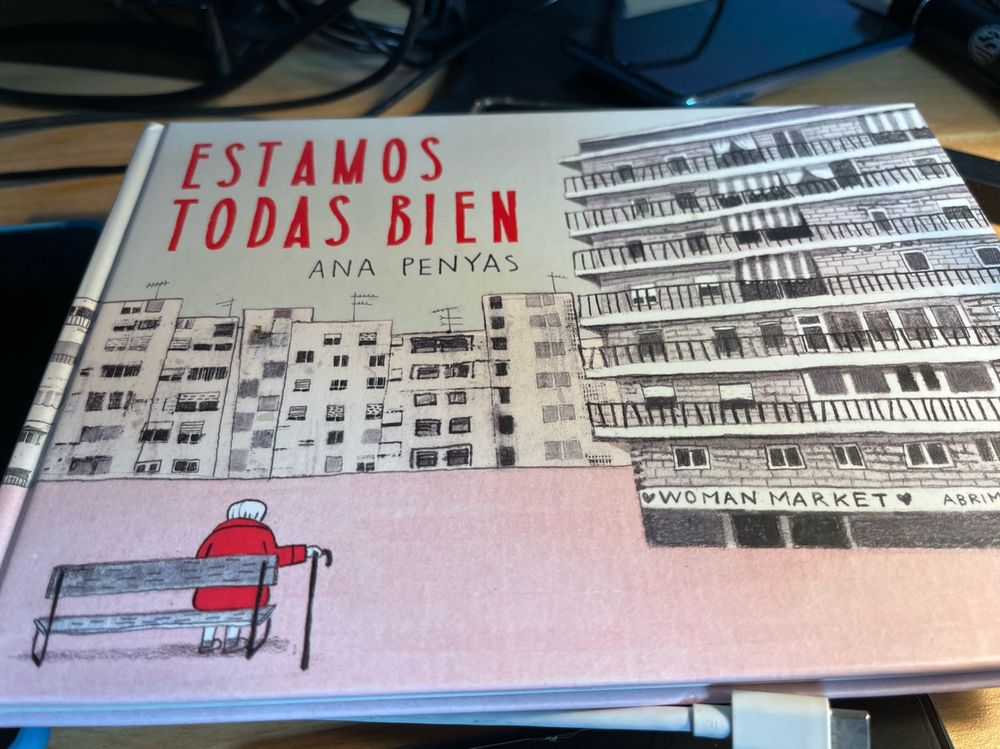 ESTAMOS
TODAS BIEN
ANA PENYAS
♥WOMAN MARKET♥ ABRIM